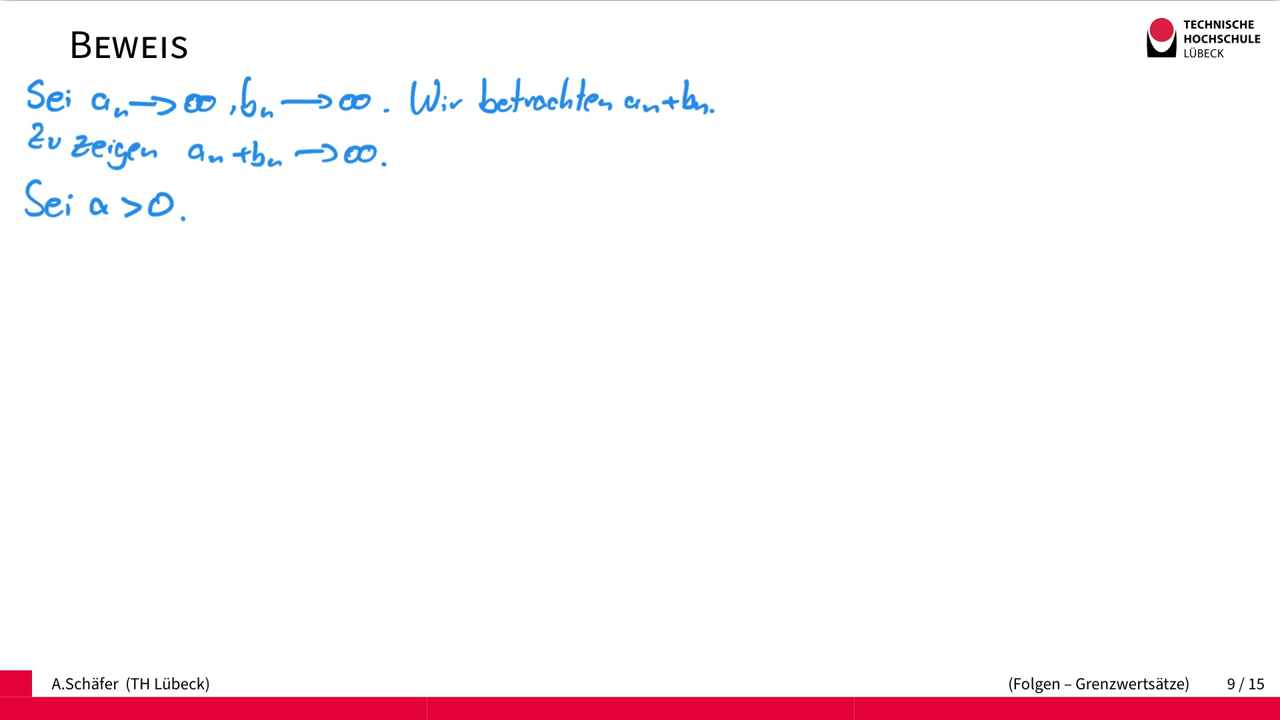 BEWEIS
TECHNISCHE
HOCHSCHULE
LÜBECK
Sei aₙ → ∞, bₙ → ∞. Wir betrachten aₙ+bₙ.
Zu zeigen aₙ+bₙ → ∞.
Sei a > 0.
A.Schäfer (TH Lübeck) (Folgen – Grenzwertsätze) 9 / 15